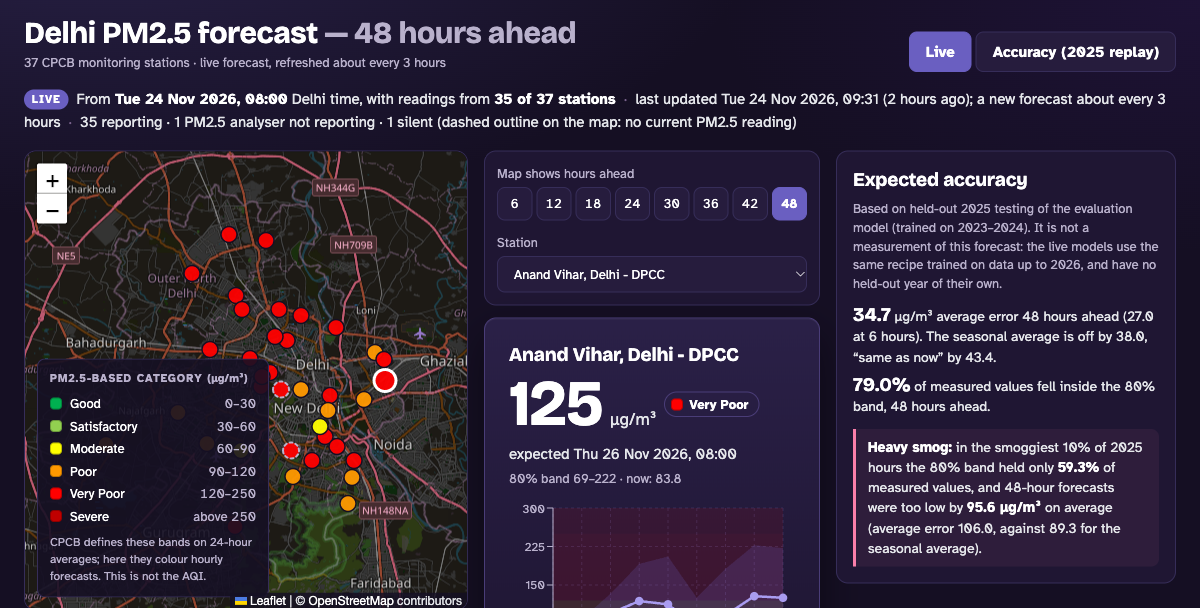 Delhi PM2.5 forecast — 48 hours ahead
37 CPCB monitoring stations · live forecast, refreshed about every 3 hours
Live
Accuracy (2025 replay)
LIVE From Tue 24 Nov 2026, 08:00 Delhi time, with readings from 35 of 37 stations · last updated Tue 24 Nov 2026, 09:31 (2 hours ago); a new forecast about every 3
hours · 35 reporting · 1 PM2.5 analyser not reporting · 1 silent (dashed outline on the map: no current PM2.5 reading)
+
−
Kharkhoda
NH344G
NH709B
NE5
Outer North
Delhi
Loni
Bahadurgarh
Delhi
Ghazial
New Delhi
Noida
NH148NA
Faridabad
PM2.5-BASED CATEGORY (µg/m³)
Good 0–30
Satisfactory 30–60
Moderate 60–90
Poor 90–120
Very Poor 120–250
Severe above 250
CPCB defines these bands on 24-hour
averages; here they colour hourly
forecasts. This is not the AQI.
Leaflet | © OpenStreetMap contributors
Map shows hours ahead
6 12 18 24 30 36 42 48
Station
Anand Vihar, Delhi - DPCC
Anand Vihar, Delhi - DPCC
125 µg/m³ Very Poor
expected Thu 26 Nov 2026, 08:00
80% band 69–222 · now: 83.8
300
225
150
Expected accuracy
Based on held-out 2025 testing of the evaluation
model (trained on 2023–2024). It is not a
measurement of this forecast: the live models use the
same recipe trained on data up to 2026, and have no
held-out year of their own.
34.7 µg/m³ average error 48 hours ahead (27.0
at 6 hours). The seasonal average is off by 38.0,
“same as now” by 43.4.
79.0% of measured values fell inside the 80%
band, 48 hours ahead.
Heavy smog: in the smoggiest 10% of 2025
hours the 80% band held only 59.3% of
measured values, and 48-hour forecasts
were too low by 95.6 µg/m³ on average
(average error 106.0, against 89.3 for the
seasonal average).